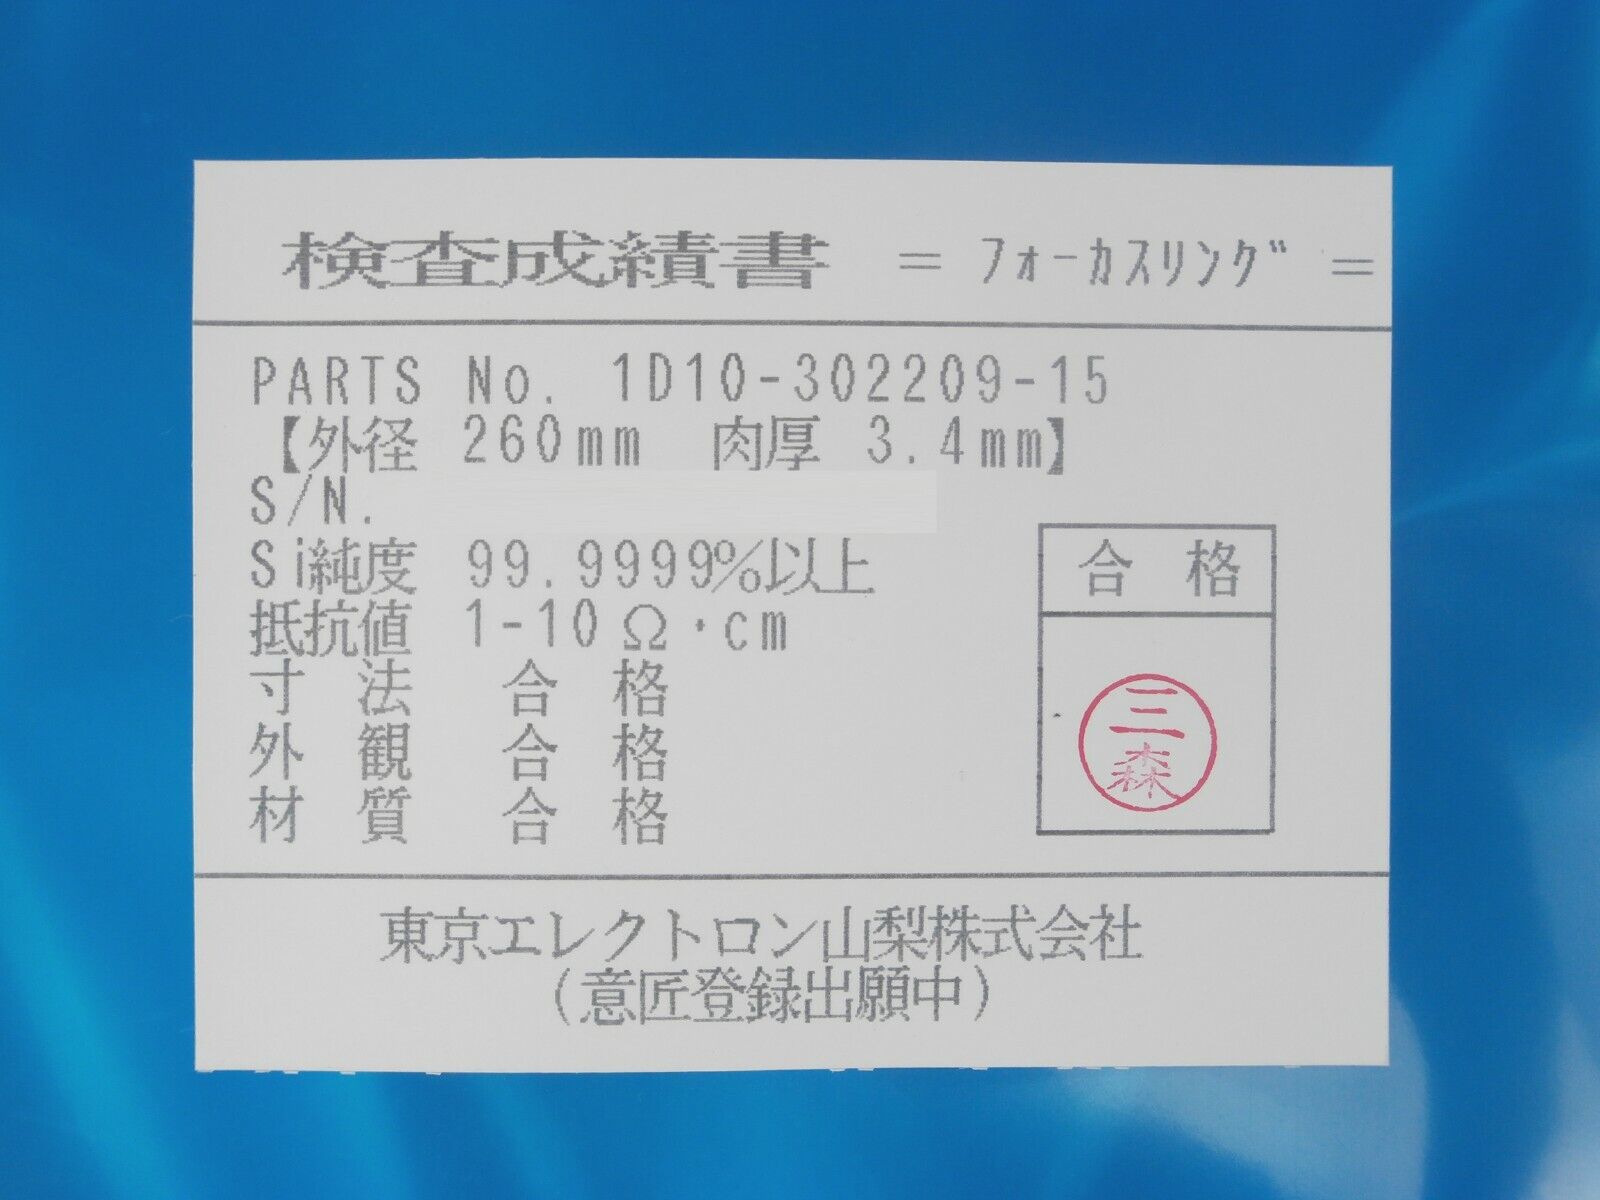 検査成績書 = フォーカスリング =
PARTS No. 1D10-302209-15
【外径 260mm 肉厚 3.4mm】
S/N.
Si純度 99.9999%以上
抵抗値 1-10Ω・cm
寸法 合格
外観 合格
材質 合格
合格
三森
東京エレクトロン山梨株式会社
(意匠登録出願中)